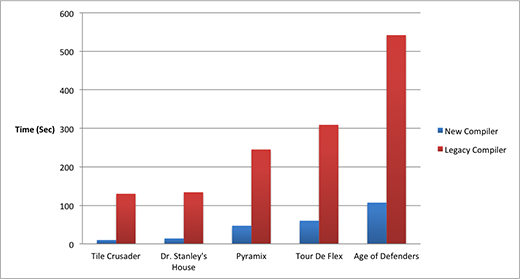 600
500
400
300
200
100
0
Time (Sec)
Tile Crusader
Dr. Stanley's
House
Pyramix
Tour De Flex
Age of Defenders
New Compiler
Legacy Compiler